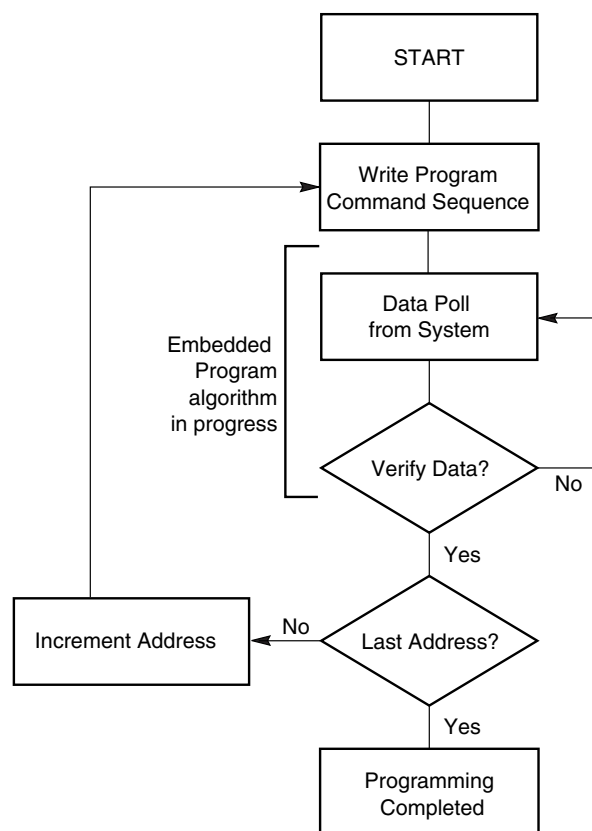 START
Write Program
Command Sequence
Data Poll
from System
Embedded
Program
algorithm
in progress
Verify Data?
No
Yes
Increment Address
No
Last Address?
Yes
Programming
Completed